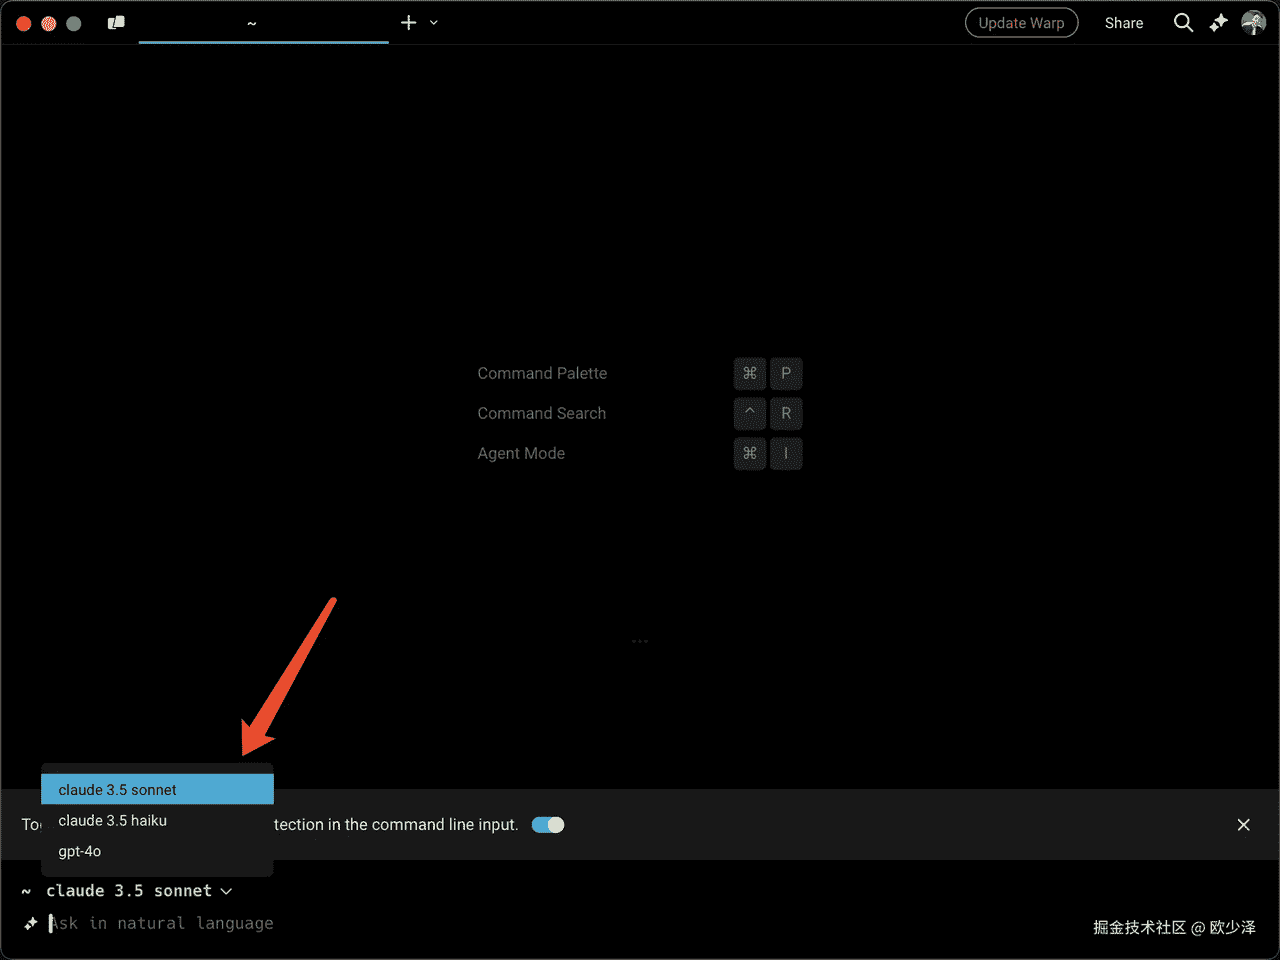 ~
Update Warp
Share
Command Palette ⌘ P
Command Search ^ R
Agent Mode ⌘ I
claude 3.5 sonnet
claude 3.5 haiku
gpt-4o
tection in the command line input.
~ claude 3.5 sonnet
Ask in natural language
掘金技术社区 @ 欧少泽